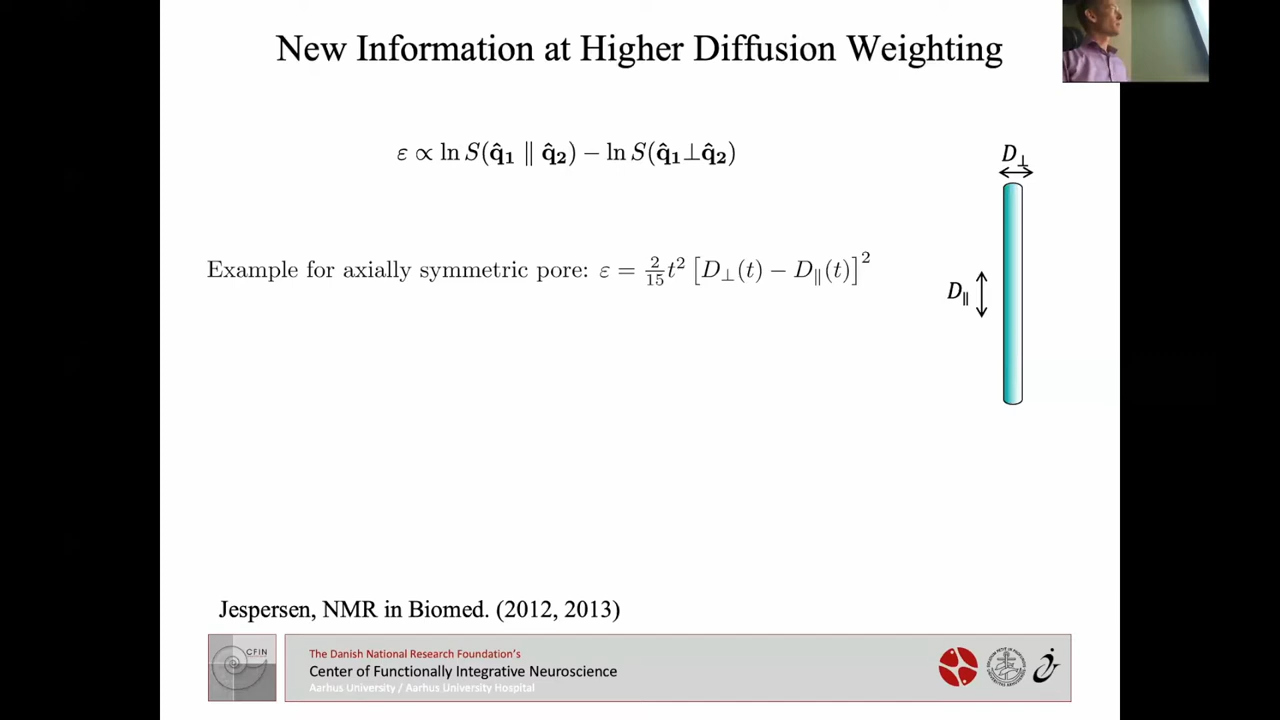 New Information at Higher Diffusion Weighting
ε ∝ ln S(q̂₁ ∥ q̂₂) − ln S(q̂₁⊥q̂₂)
D⊥
Example for axially symmetric pore: ε = 2/15 t² [D⊥(t) − D∥(t)]²
D∥
Jespersen, NMR in Biomed. (2012, 2013)
CFIN
The Danish National Research Foundation's
Center of Functionally Integrative Neuroscience
Aarhus University / Aarhus University Hospital